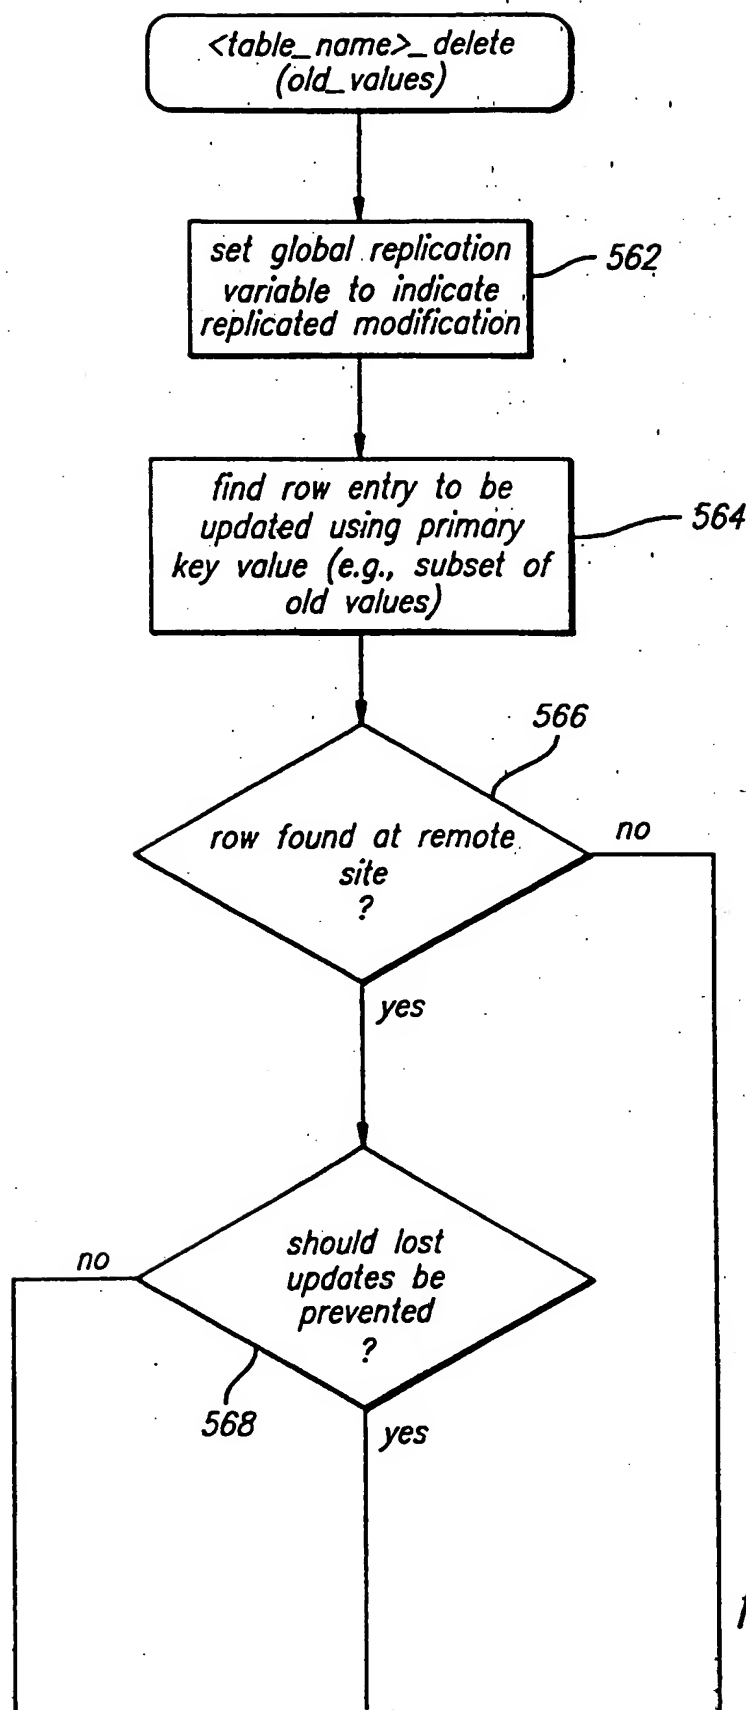 <table_name>_delete
(old_values)
set global replication
variable to indicate
replicated modification
562
find row entry to be
updated using primary
key value (e.g., subset of
old values)
564
566
row found at remote
site
?
no
yes
should lost
updates be
prevented
?
no
568
yes